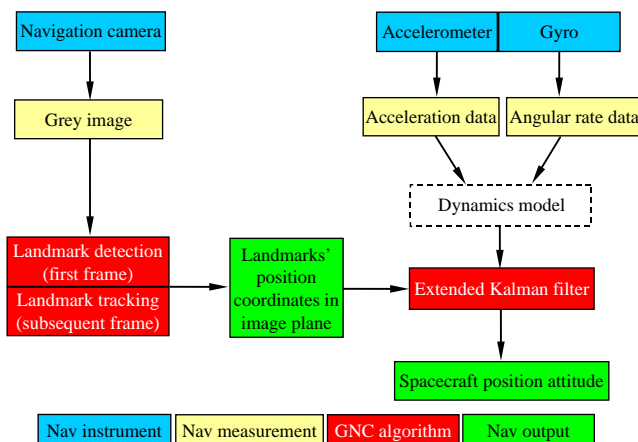 Navigation camera
Accelerometer
Gyro
Grey image
Acceleration data
Angular rate data
Dynamics model
Landmark detection
(first frame)
Landmark tracking
(subsequent frame)
Landmarks'
position
coordinates in
image plane
Extended Kalman filter
Spacecraft position attitude
Nav instrument
Nav measurement
GNC algorithm
Nav output